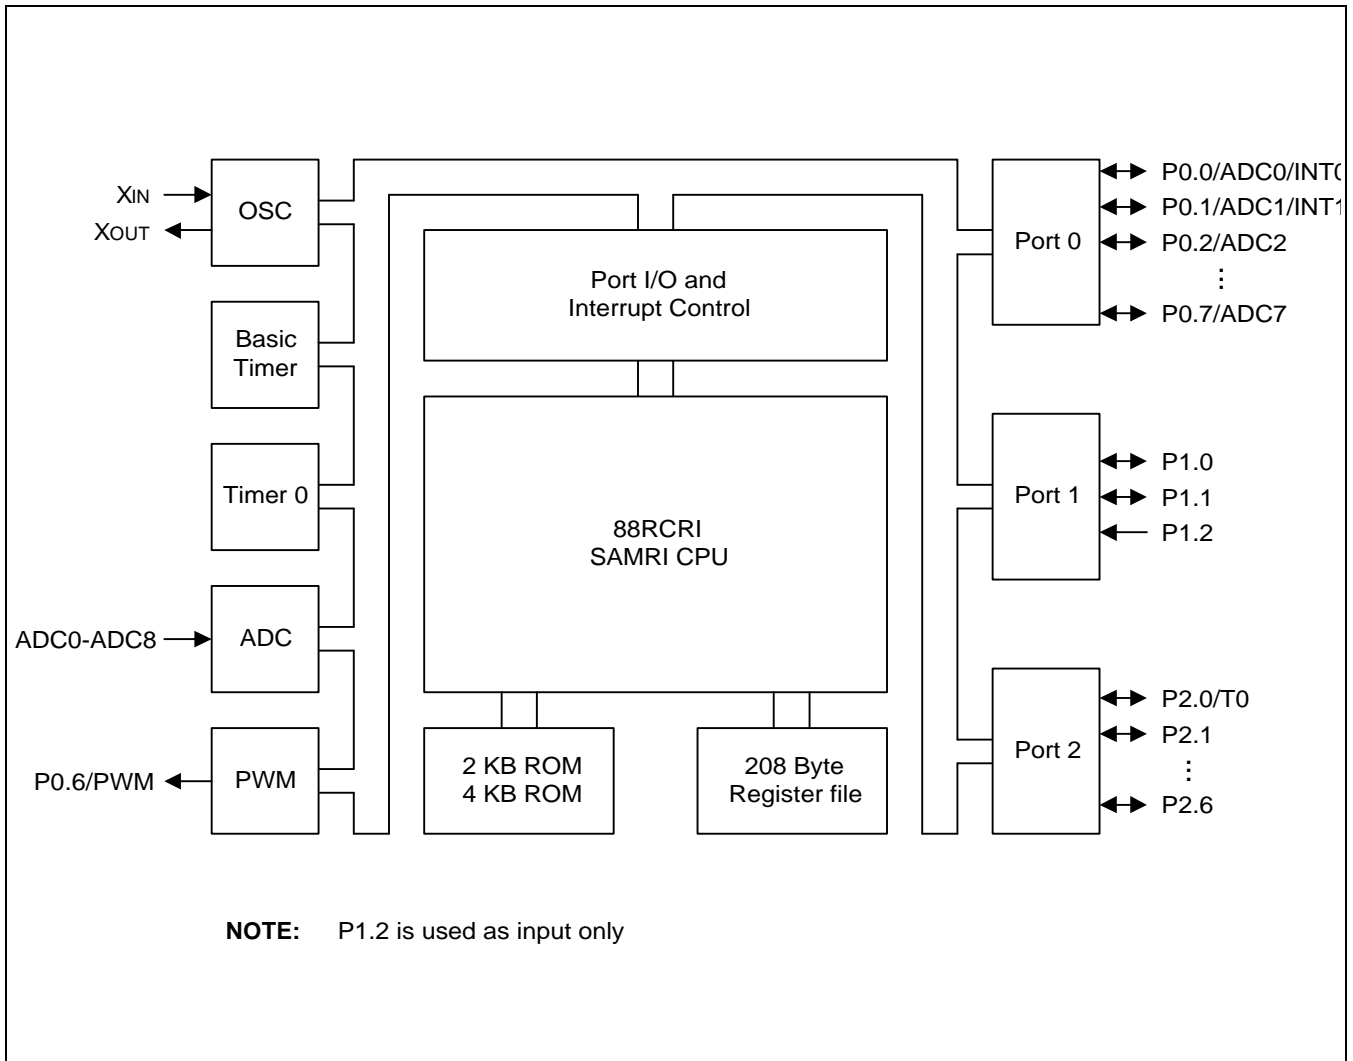 XIN
XOUT
OSC
Basic
Timer
Timer 0
ADC0-ADC8
ADC
P0.6/PWM
PWM
Port I/O and
Interrupt Control
88RCRI
SAMRI CPU
2 KB ROM
4 KB ROM
208 Byte
Register file
Port 0
P0.0/ADC0/INT0
P0.1/ADC1/INT1
P0.2/ADC2
P0.7/ADC7
Port 1
P1.0
P1.1
P1.2
Port 2
P2.0/T0
P2.1
P2.6
NOTE: P1.2 is used as input only